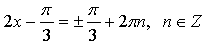 2x − π/3 = ± π/3 + 2πn, n ∈ Z